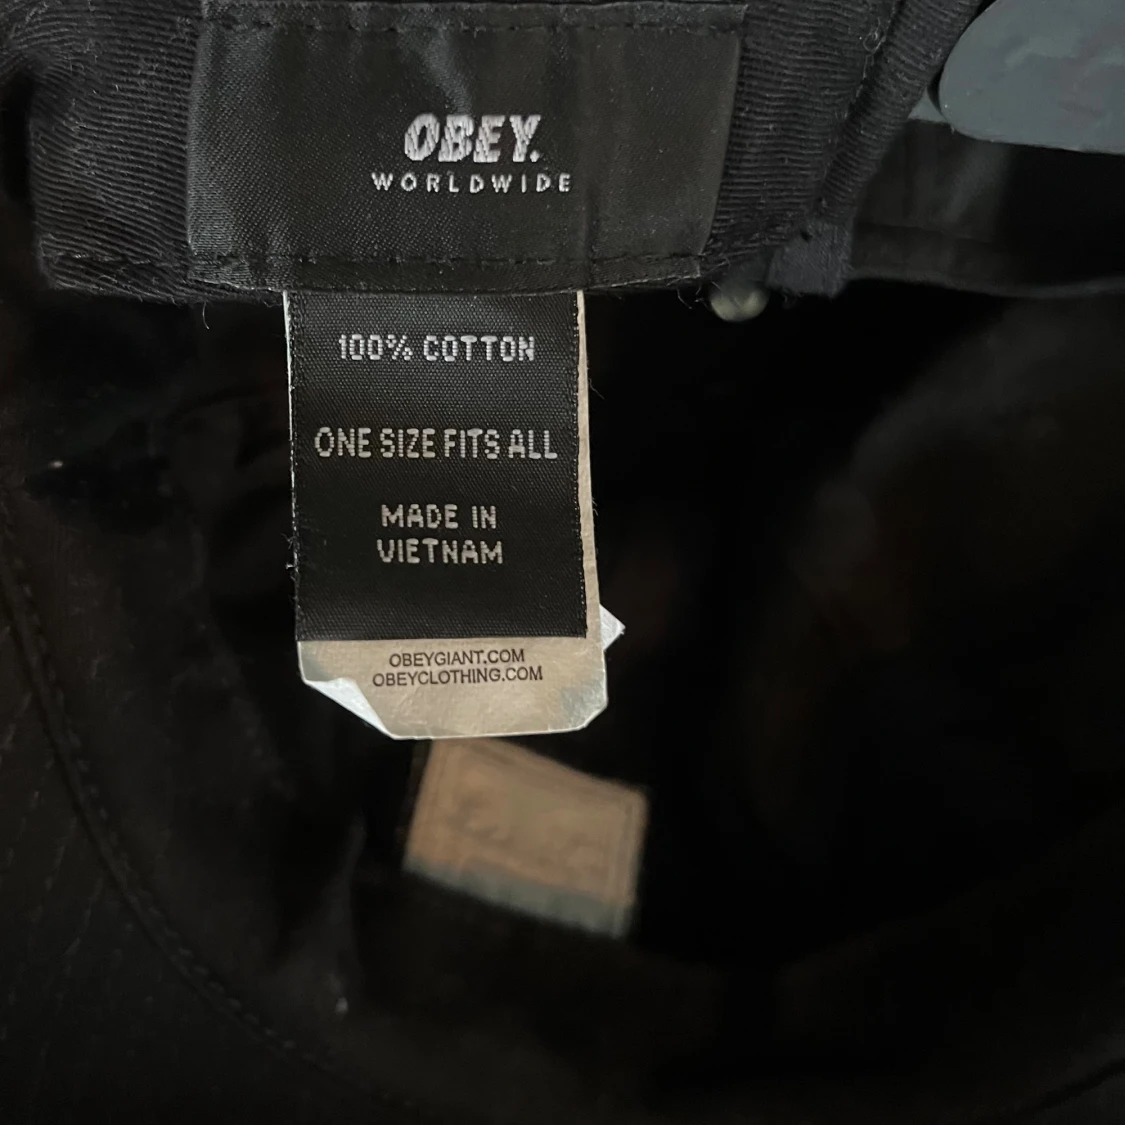 OBEY.
WORLDWIDE
100% COTTON
ONE SIZE FITS ALL
MADE IN
VIETNAM
OBEYGIANT.COM
OBEYCLOTHING.COM